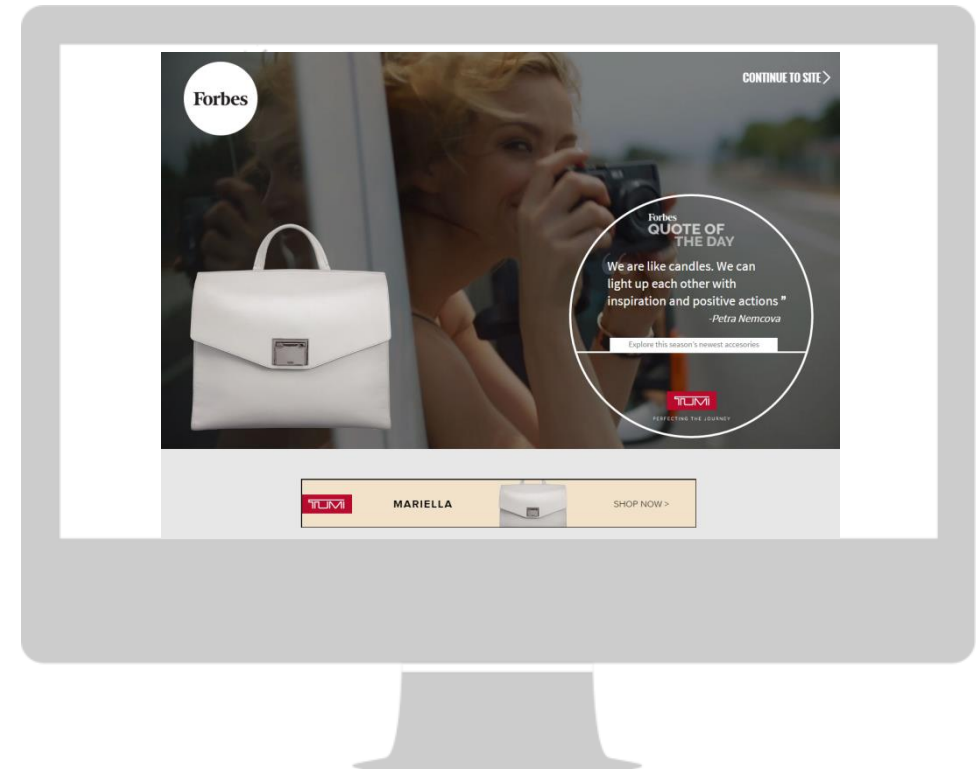 Forbes
CONTINUE TO SITE >
Forbes
QUOTE OF
THE DAY
We are like candles. We can
light up each other with
inspiration and positive actions ”
-Petra Nemcova
Explore this season's newest accesories
TUMI
PERFECTING THE JOURNEY
TUMI
MARIELLA
SHOP NOW >